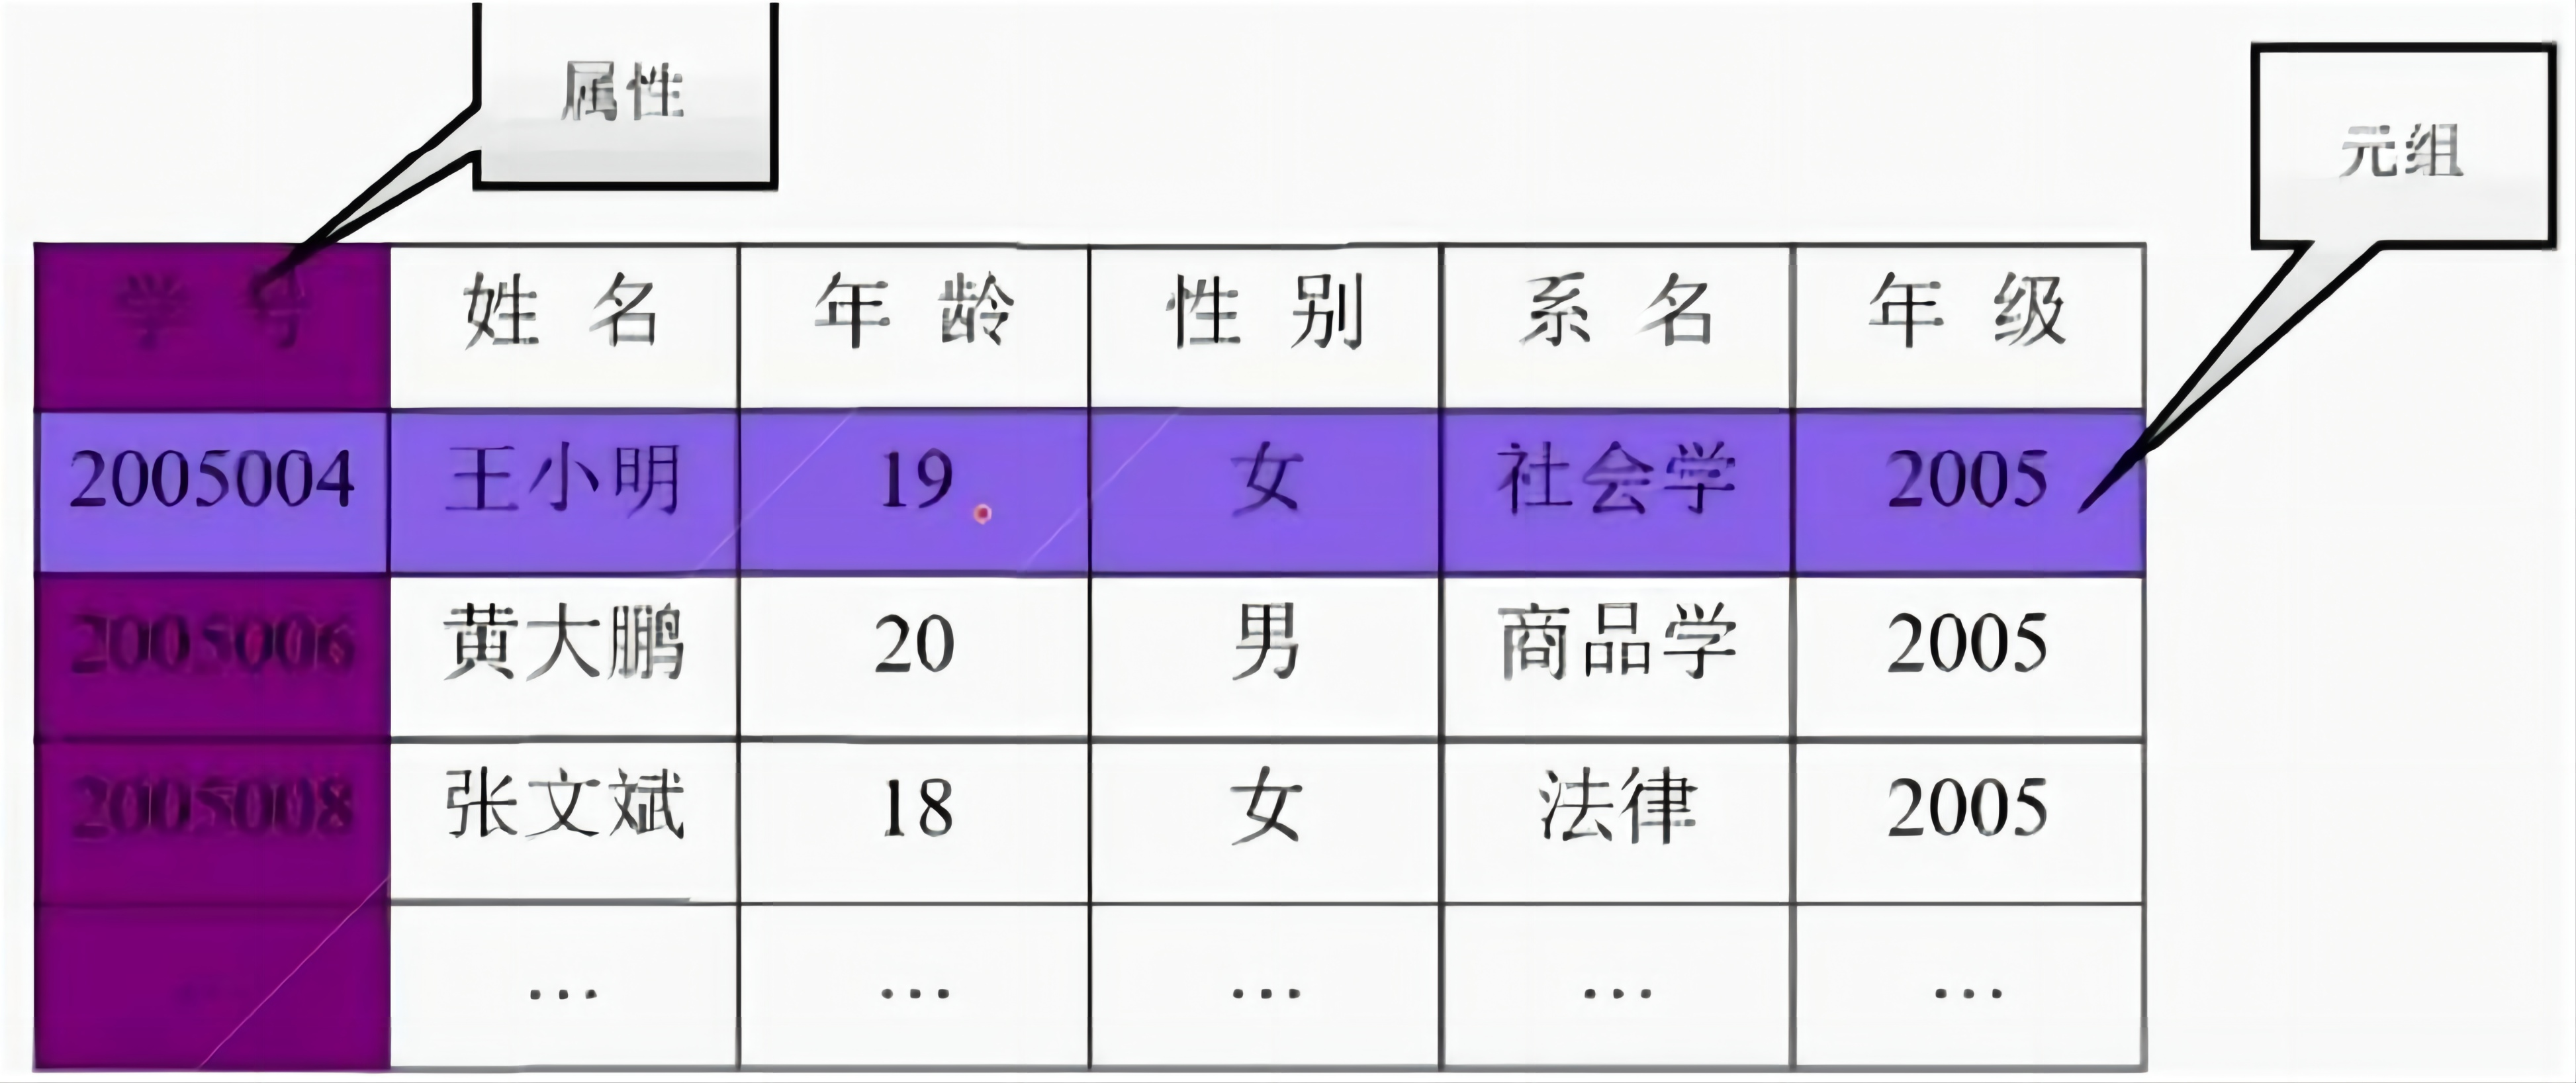 属性
元组
学 号 姓 名 年 龄 性 别 系 名 年 级
2005004 王小明 19 女 社会学 2005
2005006 黄大鹏 20 男 商品学 2005
2005008 张文斌 18 女 法律 2005
… … … … …